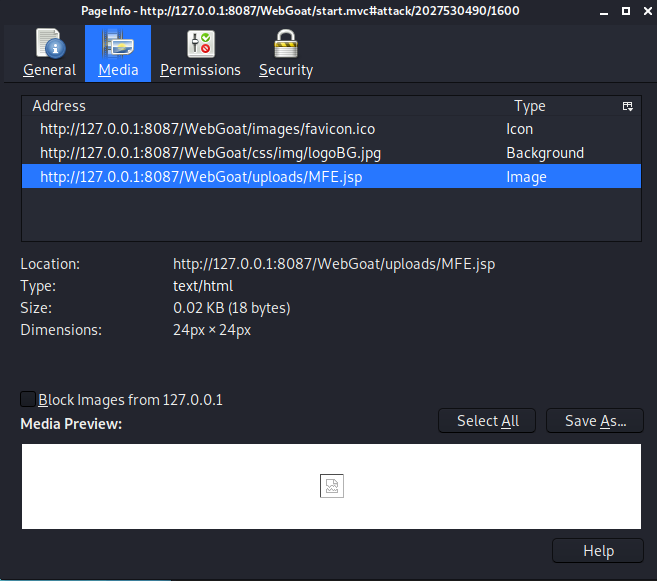 Page Info - http://127.0.0.1:8087/WebGoat/start.mvc#attack/2027530490/1600
General Media Permissions Security
Address Type
http://127.0.0.1:8087/WebGoat/images/favicon.ico Icon
http://127.0.0.1:8087/WebGoat/css/img/logoBG.jpg Background
http://127.0.0.1:8087/WebGoat/uploads/MFE.jsp Image
Location: http://127.0.0.1:8087/WebGoat/uploads/MFE.jsp
Type: text/html
Size: 0.02 KB (18 bytes)
Dimensions: 24px × 24px
Block Images from 127.0.0.1
Media Preview: Select All Save As...
Help